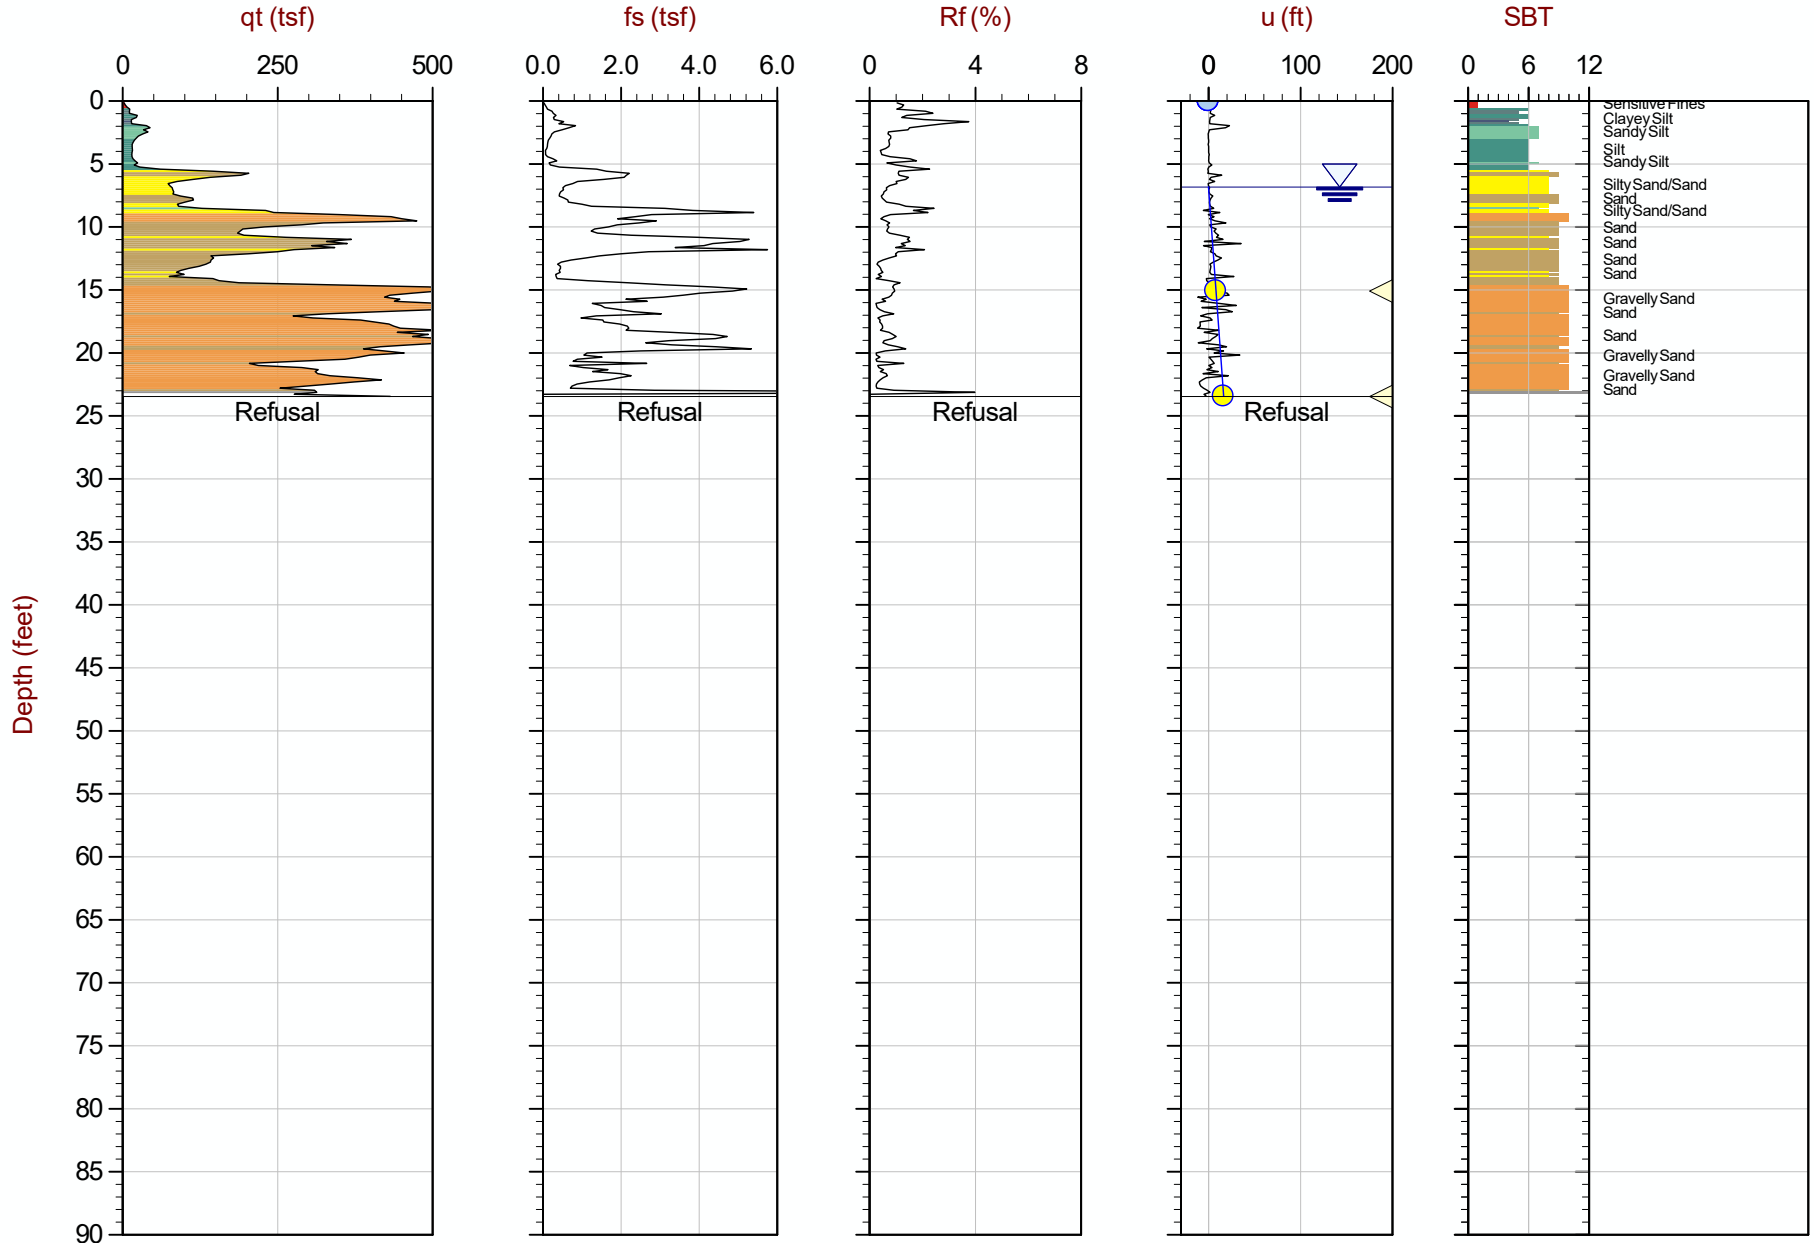 qt (tsf) fs (tsf) Rf (%) u (ft) SBT
0 250 500 0.0 2.0 4.0 6.0 0 4 8 0 100 200 0 6 12
0
Sensitive Fines
Clayey Silt
Sandy Silt
Silt
5
Sandy Silt
Silty Sand/Sand
Sand
Silty Sand/Sand
10
Sand
Sand
Sand
Sand
15
Gravelly Sand
Sand
Sand
20
Gravelly Sand
Gravelly Sand
Sand
25
Refusal Refusal Refusal Refusal
30
35
40
45
Depth (feet)
50
55
60
65
70
75
80
85
90